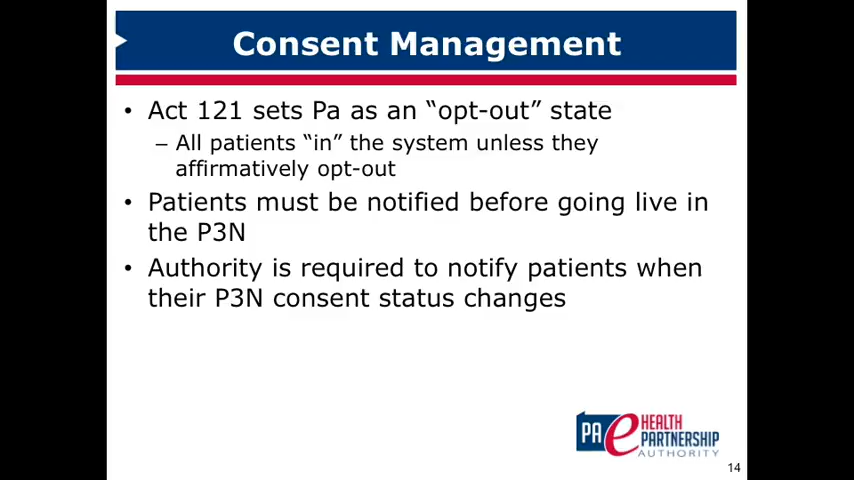 Consent Management
• Act 121 sets Pa as an “opt-out” state
– All patients “in” the system unless they
affirmatively opt-out
• Patients must be notified before going live in
the P3N
• Authority is required to notify patients when
their P3N consent status changes
PA e HEALTH
PARTNERSHIP
AUTHORITY
14